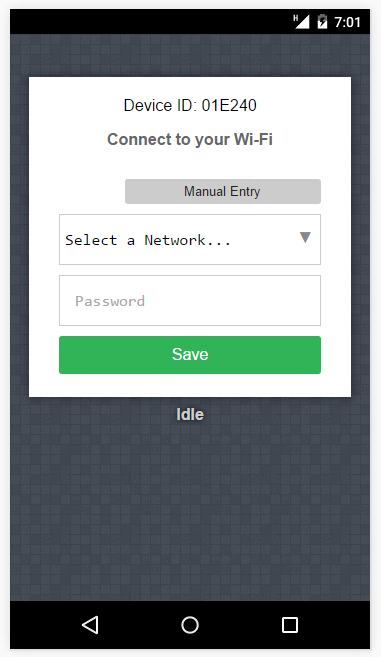 H 7:01
Device ID: 01E240
Connect to your Wi-Fi
Manual Entry
Select a Network...
Password
Save
Idle